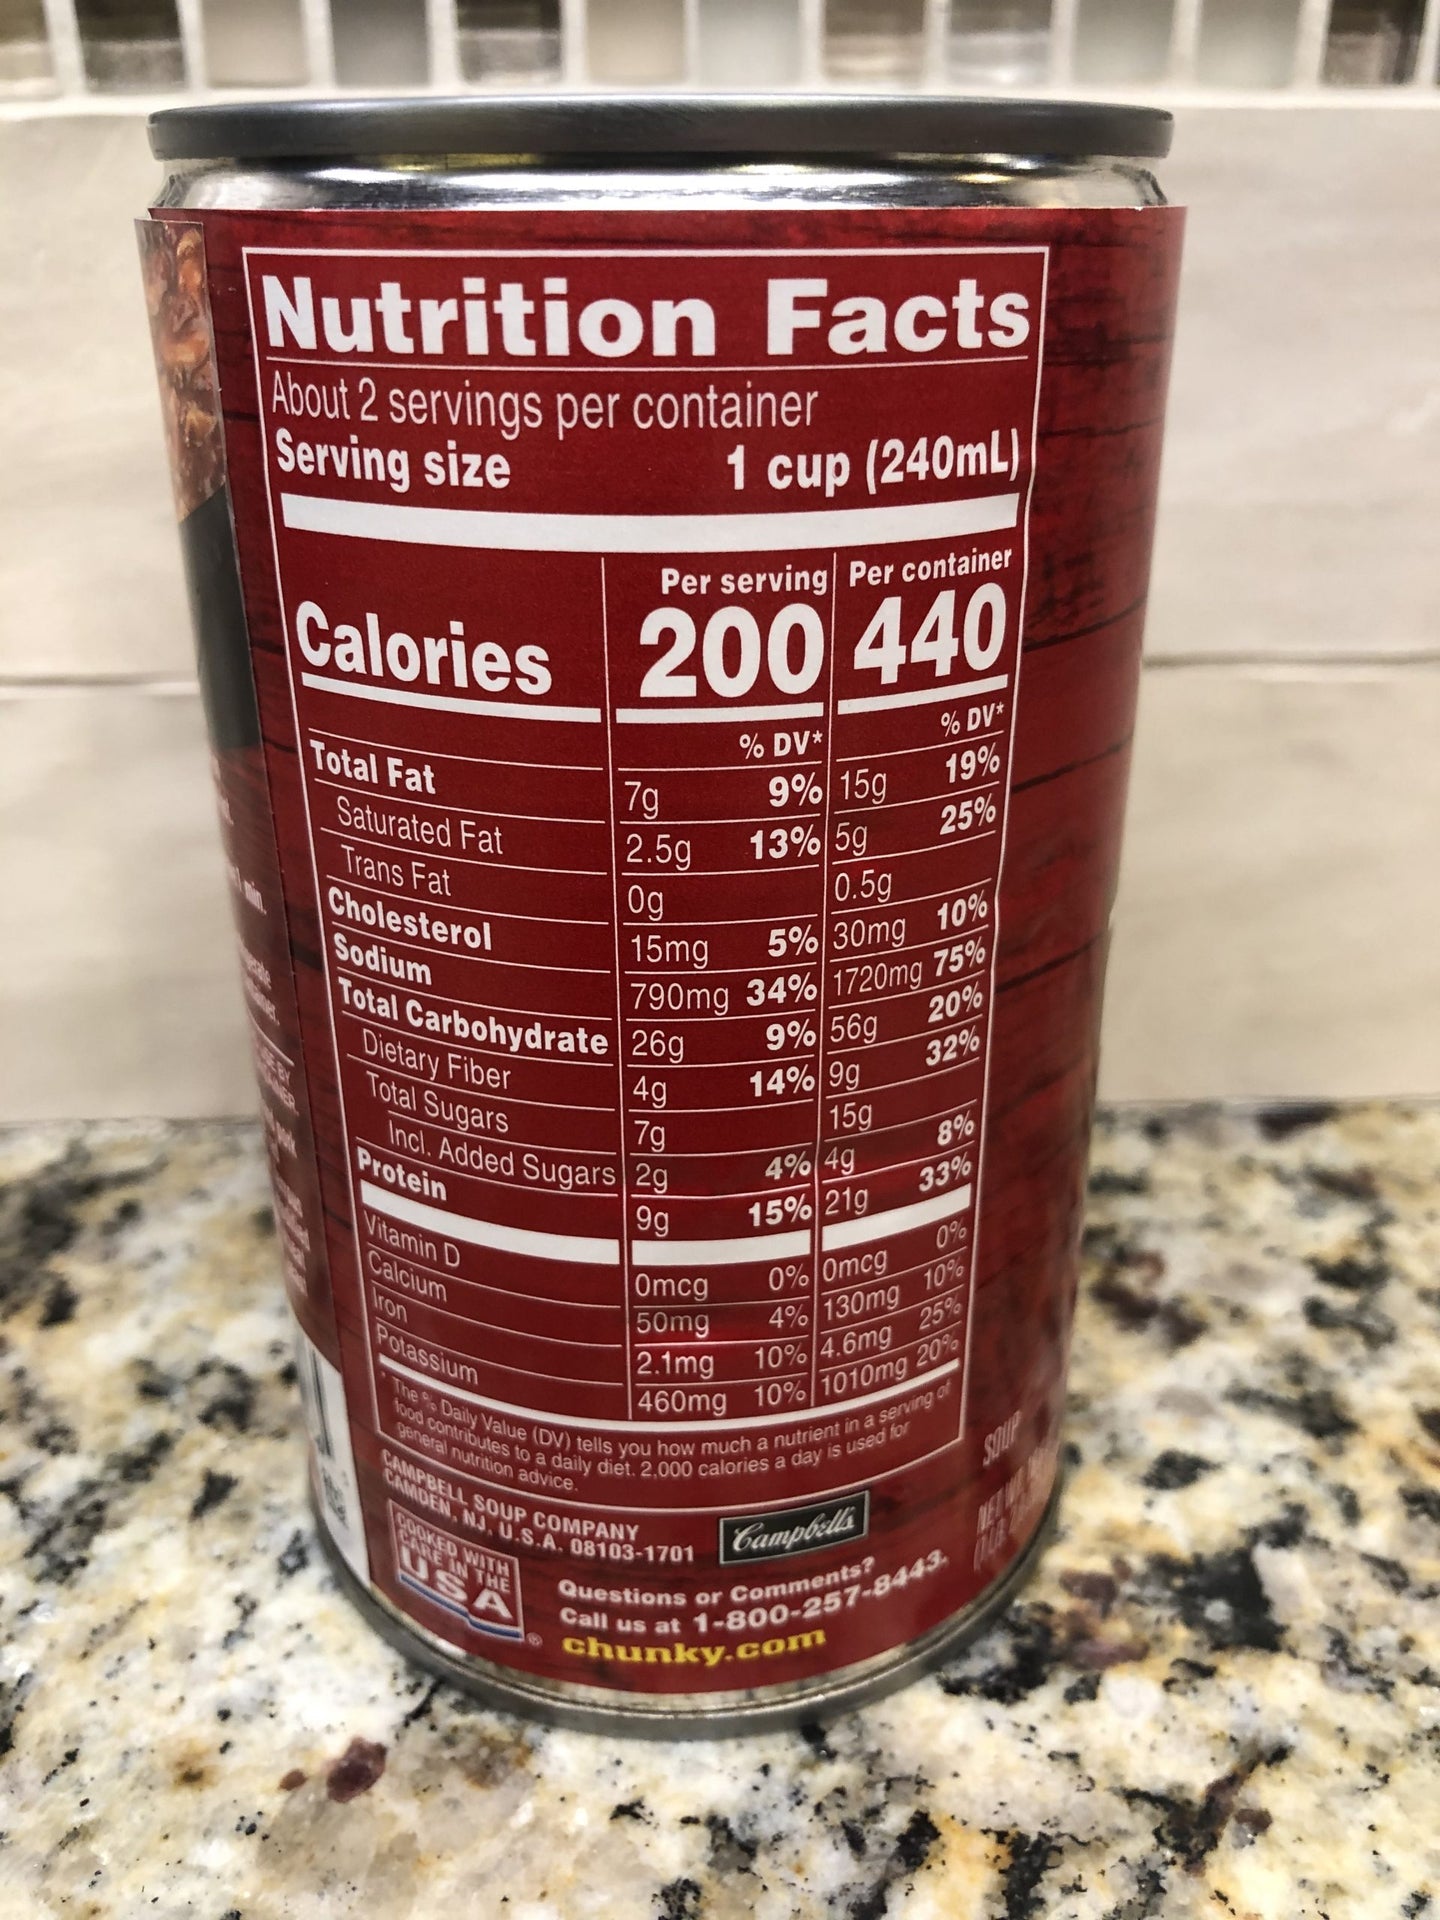 Nutrition Facts
About 2 servings per container
Serving size 1 cup (240mL)
Per serving Per container
Calories 200 440
% DV* % DV*
Total Fat 7g 9% 15g 19%
Saturated Fat 2.5g 13% 5g 25%
Trans Fat 0g 0.5g
Cholesterol 15mg 5% 30mg 10%
Sodium 790mg 34% 1720mg 75%
Total Carbohydrate 26g 9% 56g 20%
Dietary Fiber 4g 14% 9g 32%
Total Sugars 7g 15g
Incl. Added Sugars 2g 4% 4g 8%
Protein 9g 15% 21g 33%
Vitamin D 0mcg 0% 0mcg 0%
Calcium 50mg 4% 130mg 10%
Iron 2.1mg 10% 4.6mg 25%
Potassium 460mg 10% 1010mg 20%
* The % Daily Value (DV) tells you how much a nutrient in a serving of
food contributes to a daily diet. 2,000 calories a day is used for
general nutrition advice.
CAMPBELL SOUP COMPANY
CAMDEN, NJ, U.S.A. 08103-1701
Campbell's
COOKED WITH
CARE IN THE
USA
®
Questions or Comments?
Call us at 1-800-257-8443.
chunky.com
SOUP
NET
min.